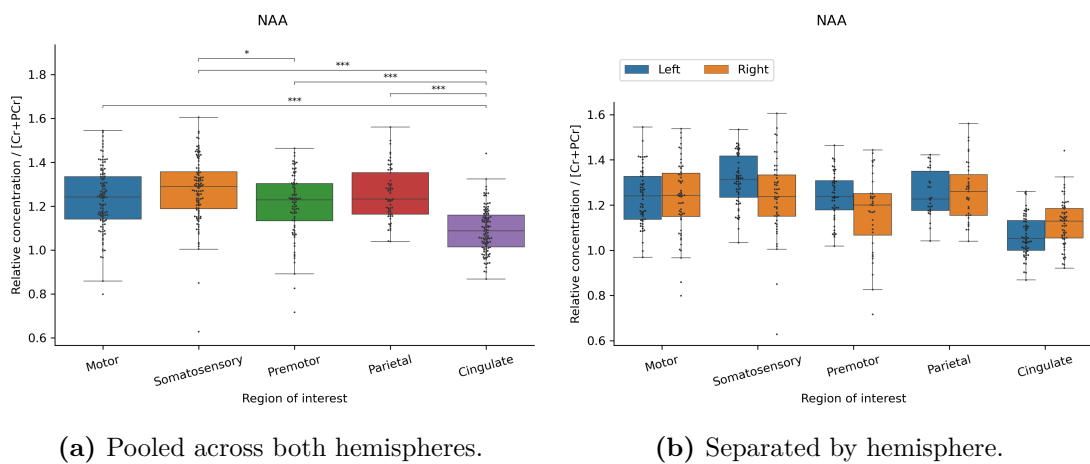 NAA
*
***
***
***
***
1.8
1.6
1.4
1.2
1.0
0.8
0.6
Relative concentration / [Cr+PCr]
Motor
Somatosensory
Premotor
Parietal
Cingulate
Region of interest
(a) Pooled across both hemispheres.
NAA
Left
Right
1.6
1.4
1.2
1.0
0.8
0.6
Relative concentration / [Cr+PCr]
Motor
Somatosensory
Premotor
Parietal
Cingulate
Region of interest
(b) Separated by hemisphere.